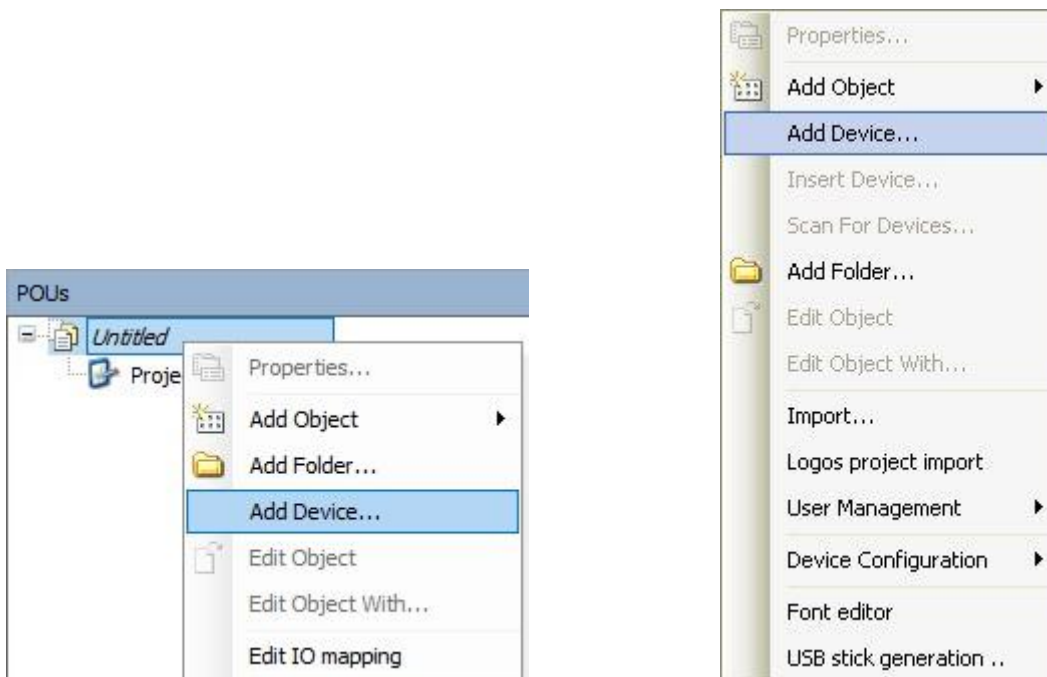 POUs
Untitled
Proje
Properties...
Add Object
Add Folder...
Add Device...
Edit Object
Edit Object With...
Edit IO mapping
Properties...
Add Object
Add Device...
Insert Device...
Scan For Devices...
Add Folder...
Edit Object
Edit Object With...
Import...
Logos project import
User Management
Device Configuration
Font editor
USB stick generation ..